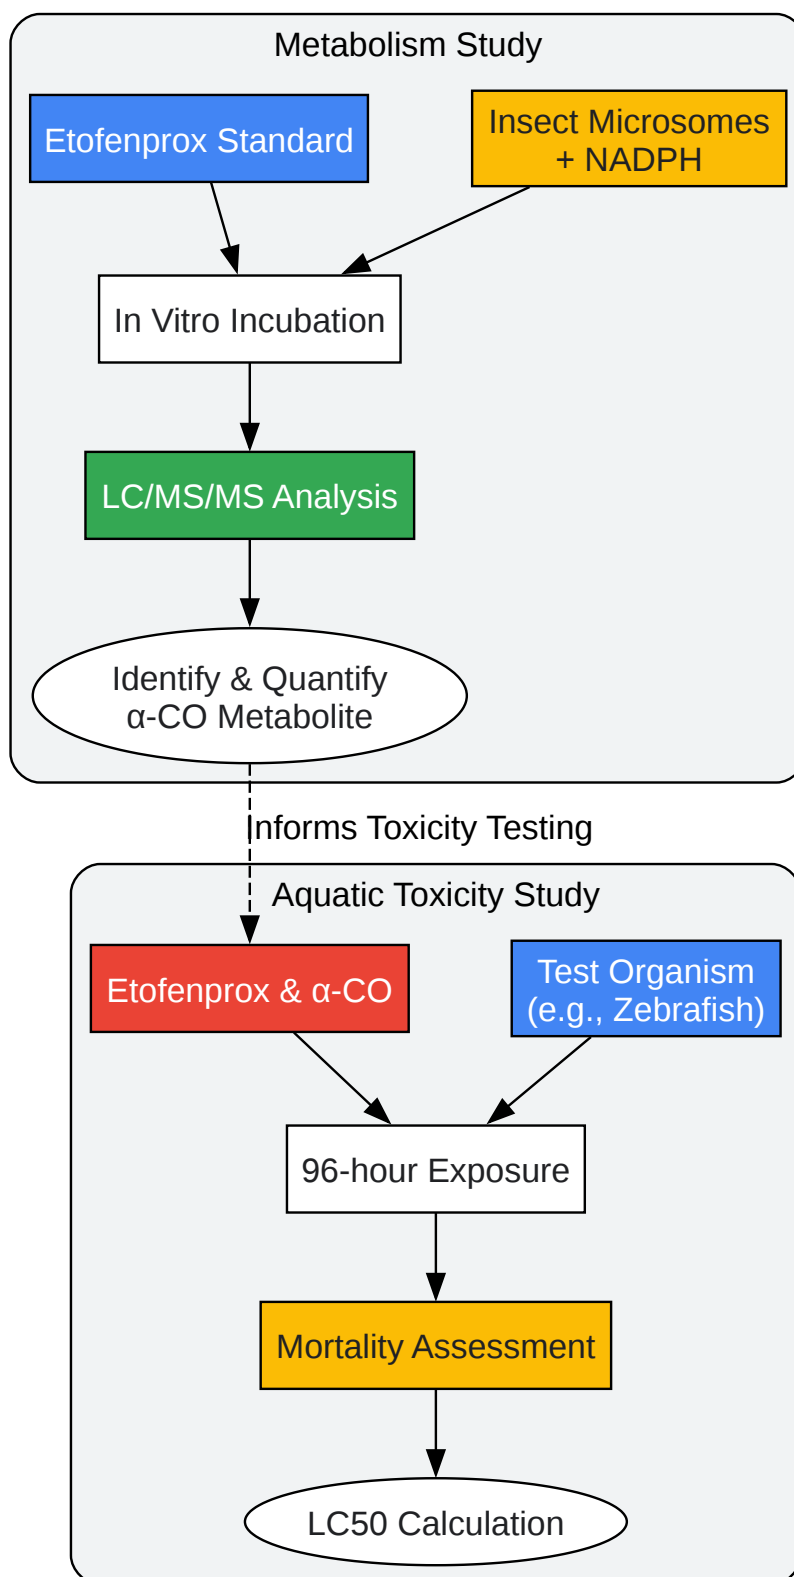 Metabolism Study
Etofenprox Standard
Insect Microsomes
+ NADPH
In Vitro Incubation
LC/MS/MS Analysis
Identify & Quantify
α-CO Metabolite
Informs Toxicity Testing
Aquatic Toxicity Study
Etofenprox & α-CO
Test Organism
(e.g., Zebrafish)
96-hour Exposure
Mortality Assessment
LC50 Calculation